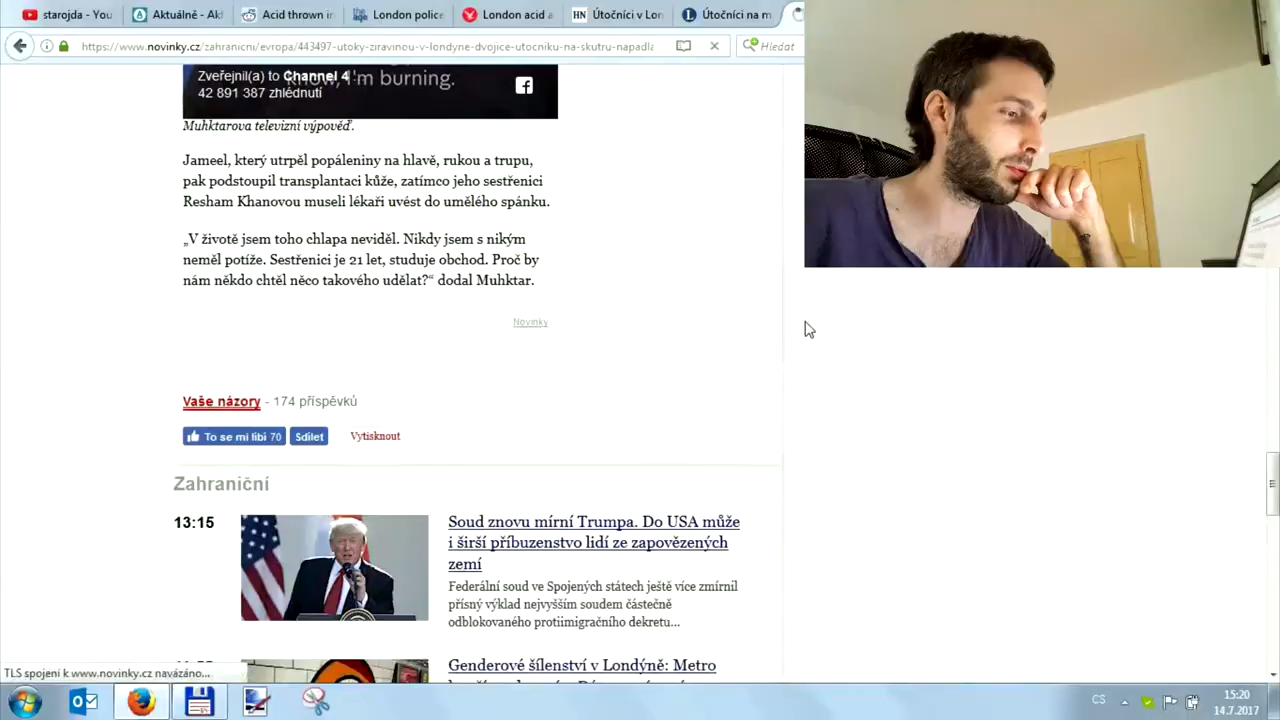 starojda - You
Aktuálně - Akt
Acid thrown in
London police
London acid a
HN Útočníci v Lon
Útočníci na m
https://www.novinky.cz/zahranicni/evropa/443497-utoky-ziravinou-v-londyne-dvojice-utocniku-na-skutru-napadla
Hledat
Zveřejnil(a) to Channel 4
know, I'm burning.
42 891 387 zhlédnutí
Muhktarova televizní výpověď.
Jameel, který utrpěl popáleniny na hlavě, rukou a trupu,
pak podstoupil transplantaci kůže, zatímco jeho sestřenici
Resham Khanovou museli lékaři uvést do umělého spánku.
„V životě jsem toho chlapa neviděl. Nikdy jsem s nikým
neměl potíže. Sestřenici je 21 let, studuje obchod. Proč by
nám někdo chtěl něco takového udělat?“ dodal Muhktar.
Novinky
Vaše názory - 174 příspěvků
To se mi líbí 70 Sdílet Vytisknout
Zahraniční
13:15
Soud znovu mírní Trumpa. Do USA může
i širší příbuzenstvo lidí ze zapovězených
zemí
Federální soud ve Spojených státech ještě více zmírnil
přísný výklad nejvyšším soudem částečně
odblokovaného protiimigračního dekretu...
Genderové šílenství v Londýně: Metro
TLS spojení k www.novinky.cz navázáno...
CS
15:20
14.7.2017